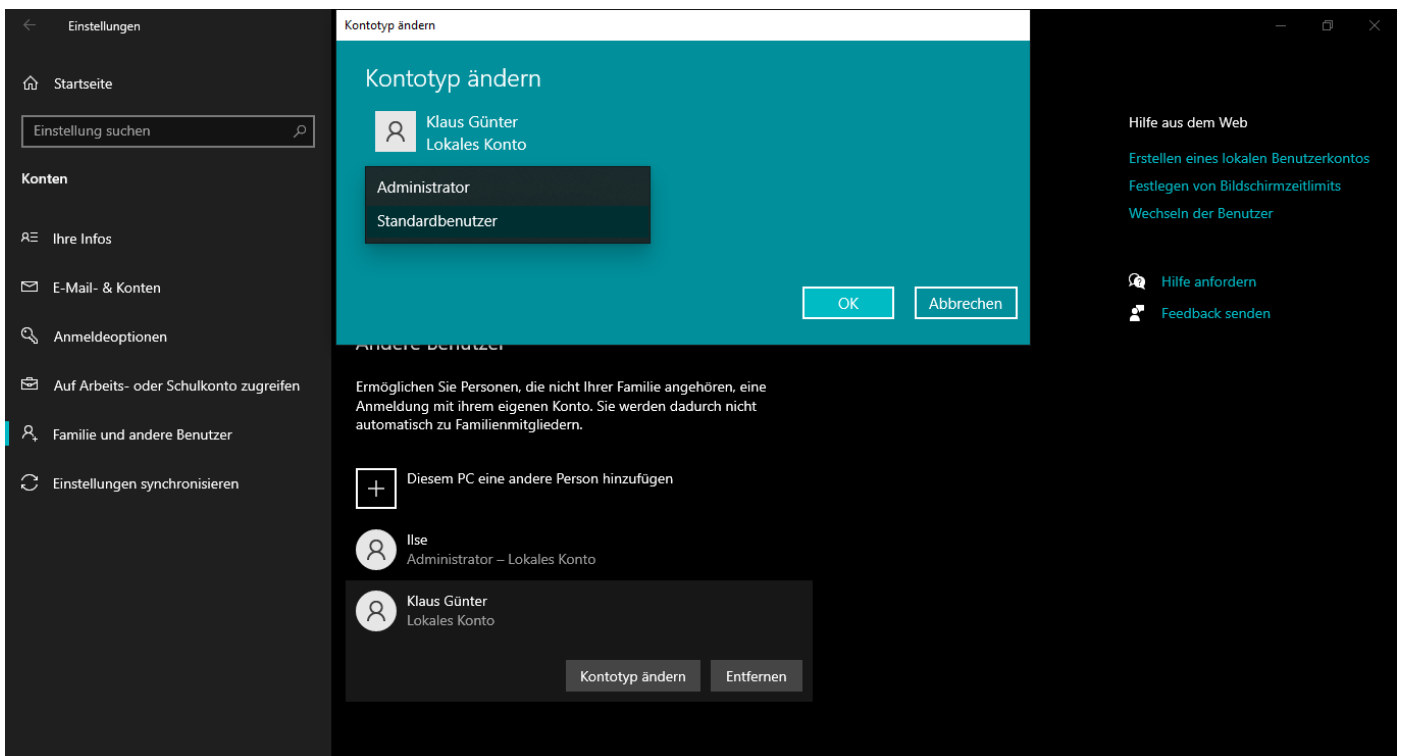 Einstellungen
Startseite
Einstellung suchen
Konten
Ihre Infos
E-Mail- & Konten
Anmeldeoptionen
Auf Arbeits- oder Schulkonto zugreifen
Familie und andere Benutzer
Einstellungen synchronisieren
Kontotyp ändern
Kontotyp ändern
Klaus Günter
Lokales Konto
Administrator
Standardbenutzer
OK
Abbrechen
Andere Benutzer
Ermöglichen Sie Personen, die nicht Ihrer Familie angehören, eine
Anmeldung mit ihrem eigenen Konto. Sie werden dadurch nicht
automatisch zu Familienmitgliedern.
Diesem PC eine andere Person hinzufügen
Ilse
Administrator – Lokales Konto
Klaus Günter
Lokales Konto
Kontotyp ändern
Entfernen
Hilfe aus dem Web
Erstellen eines lokalen Benutzerkontos
Festlegen von Bildschirmzeitlimits
Wechseln der Benutzer
Hilfe anfordern
Feedback senden